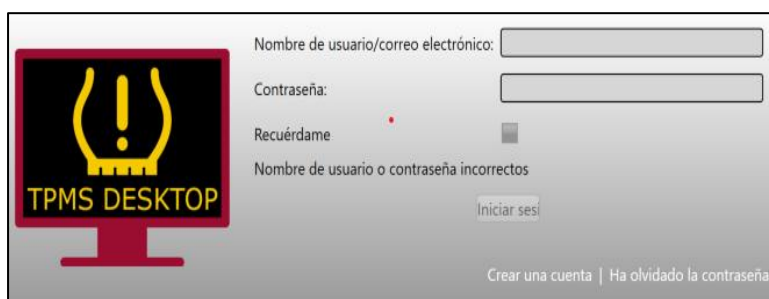 Nombre de usuario/correo electrónico:
Contraseña:
Recuérdame
Nombre de usuario o contraseña incorrectos
TPMS DESKTOP
Iniciar sesi
Crear una cuenta | Ha olvidado la contraseña